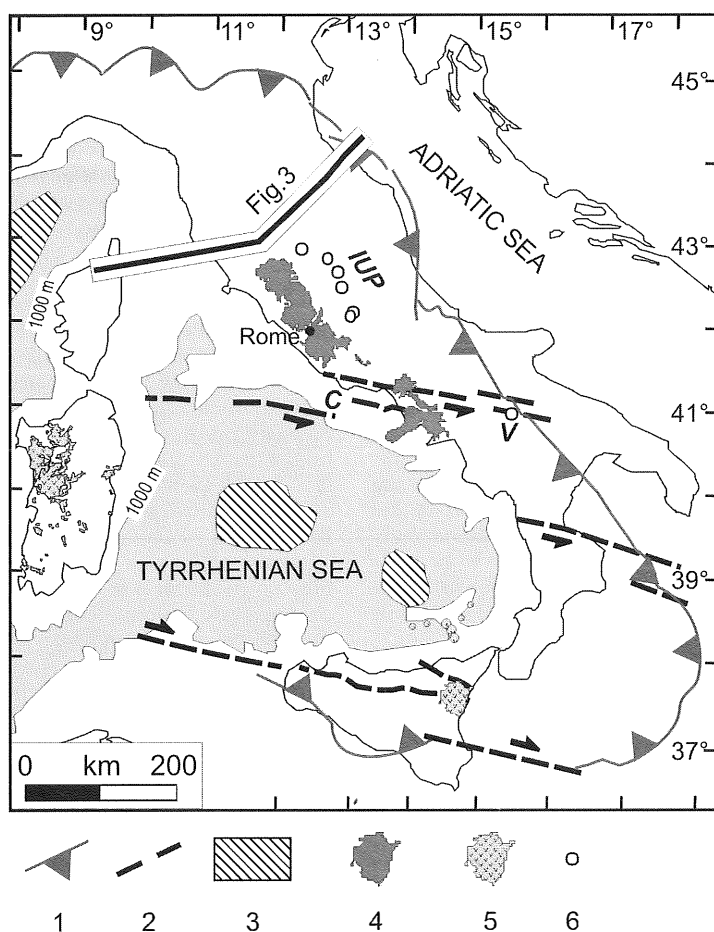 9° 11° 13° 15° 17°
45°
ADRIATIC SEA
Fig.3
43°
IUP
1000 m
Rome
C
41°
V
1000 m
TYRRHENIAN SEA
39°
37°
0 km 200
1 2 3 4 5 6